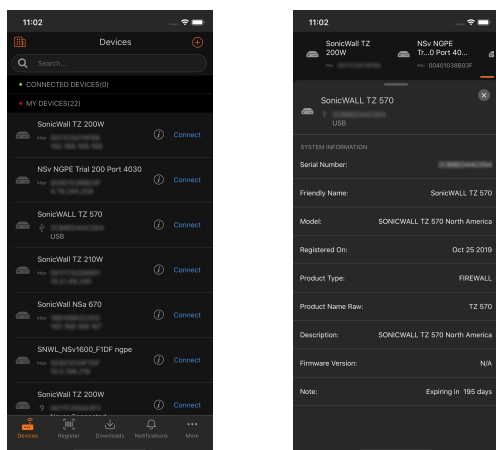 11:02
Devices
Search...
CONNECTED DEVICES(0)
MY DEVICES(22)
SonicWall TZ 200W
Connect
NSv NGPE Trial 200 Port 4030
Connect
SonicWALL TZ 570
USB
Connect
SonicWall TZ 210W
Connect
SonicWall NSa 670
Connect
SNWL_NSv1600_F1DF ngpe
Connect
SonicWall TZ 200W
Connect
Devices
Register
Downloads
Notifications
More
11:02
SonicWall TZ
200W
NSv NGPE
Tr...0 Port 40...
00401038B03F
SonicWALL TZ 570
USB
SYSTEM INFORMATION
Serial Number:
Friendly Name: SonicWALL TZ 570
Model: SONICWALL TZ 570 North America
Registered On: Oct 25 2019
Product Type: FIREWALL
Product Name Raw: TZ 570
Description: SONICWALL TZ 570 North America
Firmware Version: N/A
Note: Expiring in 195 days